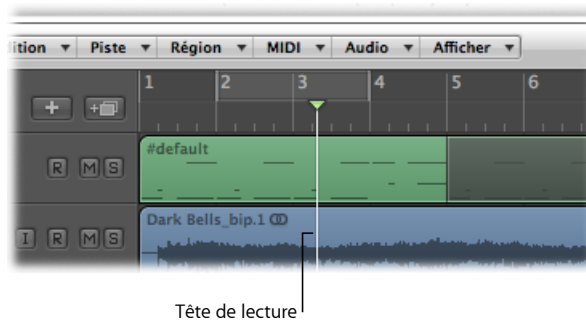 ition Piste Région MIDI Audio Afficher
1 2 3 4 5 6
#default
R M S
Dark Bells_bip.1
I R M S
Tête de lecture